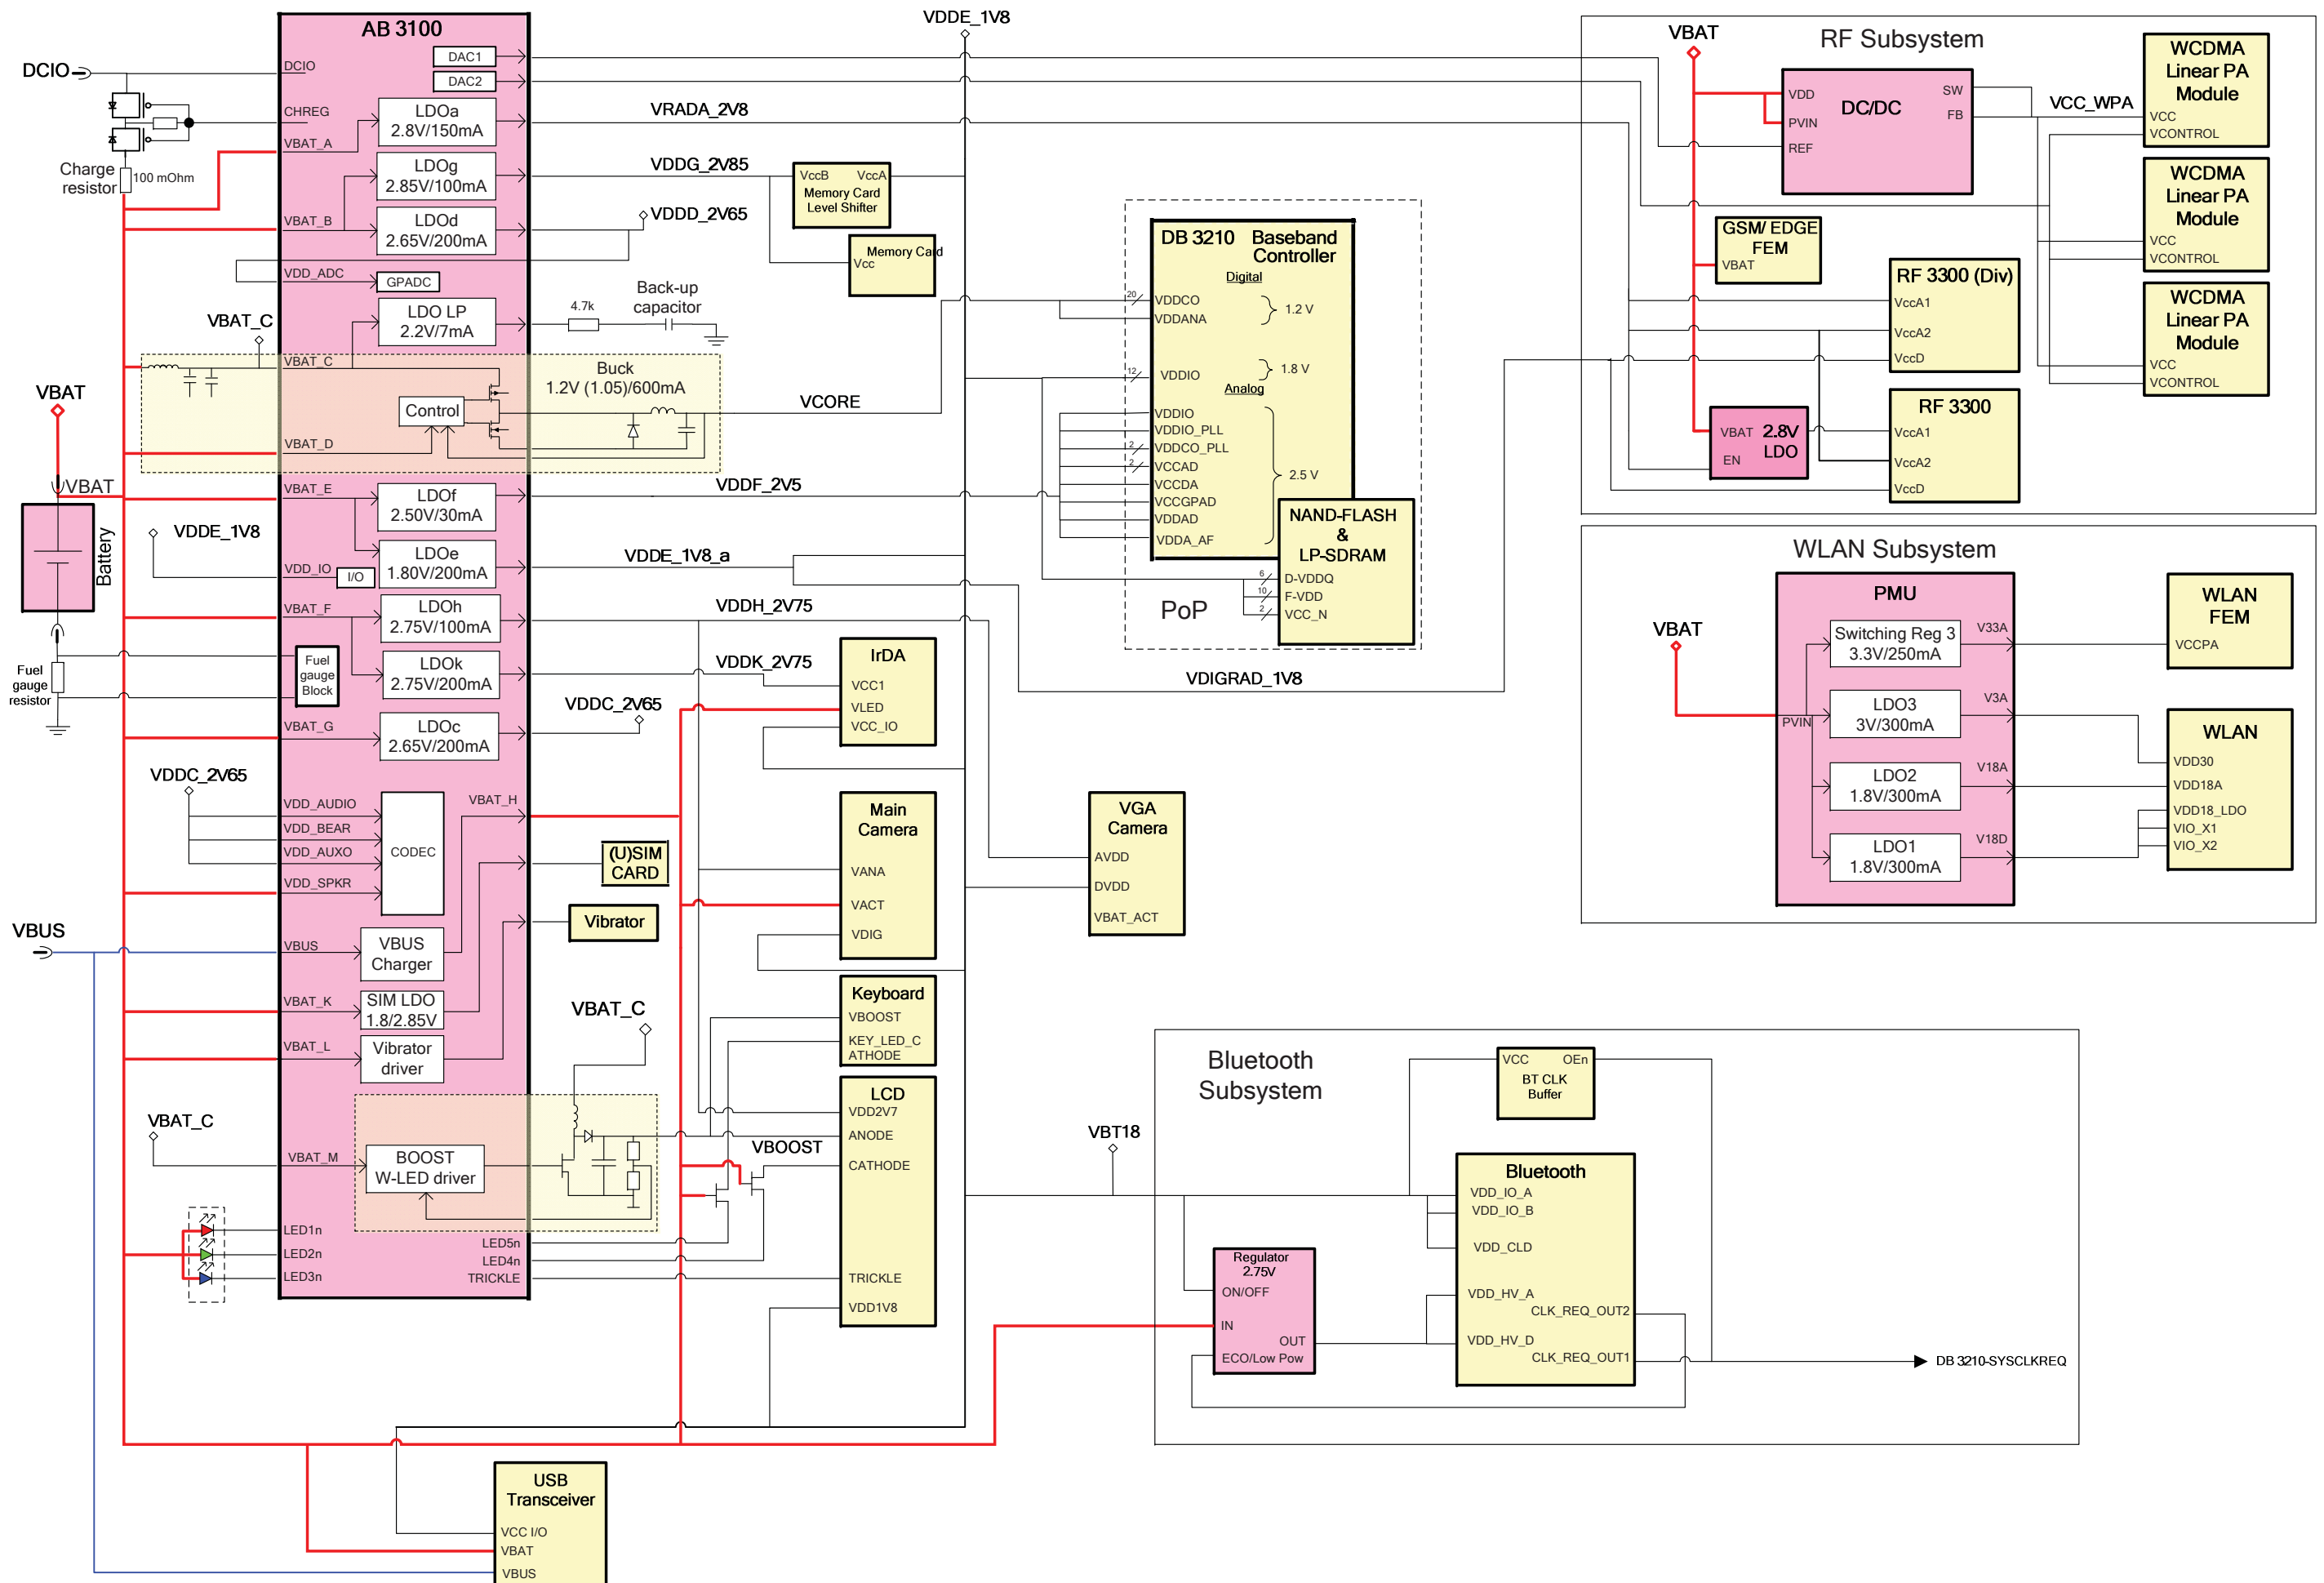 VDDE_1V8
AB 3100
DCIO
DCIO
DAC1
DAC2
CHREG
LDOa
2.8V/150mA
VBAT_A
VRADA_2V8
Charge
resistor
100 mOhm
LDOg
2.85V/100mA
VDDG_2V85
VccB
VccA
Memory Card
Level Shifter
VBAT_B
LDOd
2.65V/200mA
VDDD_2V65
Memory Card
Vcc
VDD_ADC
GPADC
LDO LP
2.2V/7mA
4.7k
Back-up
capacitor
VBAT_C
VBAT_C
Buck
1.2V (1.05)/600mA
Control
VCORE
VBAT_D
VBAT
VBAT
Battery
VBAT_E
LDOf
2.50V/30mA
VDDF_2V5
VDDE_1V8
LDOe
1.80V/200mA
VDDE_1V8_a
VDD_IO
I/O
VBAT_F
LDOh
2.75V/100mA
VDDH_2V75
Fuel
gauge
resistor
Fuel
gauge
Block
LDOk
2.75V/200mA
VDDK_2V75
VBAT_G
LDOc
2.65V/200mA
VDDC_2V65
VDDC_2V65
VDD_AUDIO
VDD_BEAR
VDD_AUXO
VDD_SPKR
CODEC
VBAT_H
(U)SIM
CARD
Vibrator
VBUS
VBUS
VBUS
Charger
VBAT_K
SIM LDO
1.8/2.85V
VBAT_L
Vibrator
driver
VBAT_C
VBAT_C
VBAT_M
BOOST
W-LED driver
VBOOST
LED1n
LED2n
LED3n
LED5n
LED4n
TRICKLE
IrDA
VCC1
VLED
VCC_IO
Main
Camera
VANA
VACT
VDIG
Keyboard
VBOOST
KEY_LED_C
ATHODE
LCD
VDD2V7
ANODE
CATHODE
TRICKLE
VDD1V8
VGA
Camera
AVDD
DVDD
VBAT_ACT
USB
Transceiver
VCC I/O
VBAT
VBUS
DB 3210
Baseband
Controller
Digital
20
VDDCO
VDDANA
1.2 V
12
VDDIO
1.8 V
Analog
VDDIO
VDDIO_PLL
2
VDDCO_PLL
2
VCCAD
VCCDA
VCCGPAD
VDDAD
VDDA_AF
2.5 V
NAND-FLASH
&
LP-SDRAM
6
D-VDDQ
10
F-VDD
2
VCC_N
PoP
VDIGRAD_1V8
RF Subsystem
VBAT
VDD
PVIN
REF
DC/DC
SW
FB
VCC_WPA
WCDMA
Linear PA
Module
VCC
VCONTROL
WCDMA
Linear PA
Module
VCC
VCONTROL
WCDMA
Linear PA
Module
VCC
VCONTROL
GSM/ EDGE
FEM
VBAT
RF 3300 (Div)
VccA1
VccA2
VccD
VBAT
2.8V
LDO
EN
RF 3300
VccA1
VccA2
VccD
WLAN Subsystem
VBAT
PMU
PVIN
Switching Reg 3
3.3V/250mA
V33A
LDO3
3V/300mA
V3A
LDO2
1.8V/300mA
V18A
LDO1
1.8V/300mA
V18D
WLAN
FEM
VCCPA
WLAN
VDD30
VDD18A
VDD18_LDO
VIO_X1
VIO_X2
Bluetooth
Subsystem
VBT18
VCC
OEn
BT CLK
Buffer
Bluetooth
VDD_IO_A
VDD_IO_B
VDD_CLD
VDD_HV_A
CLK_REQ_OUT2
VDD_HV_D
CLK_REQ_OUT1
Regulator
2.75V
ON/OFF
IN
OUT
ECO/Low Pow
DB 3210-SYSCLKREQ